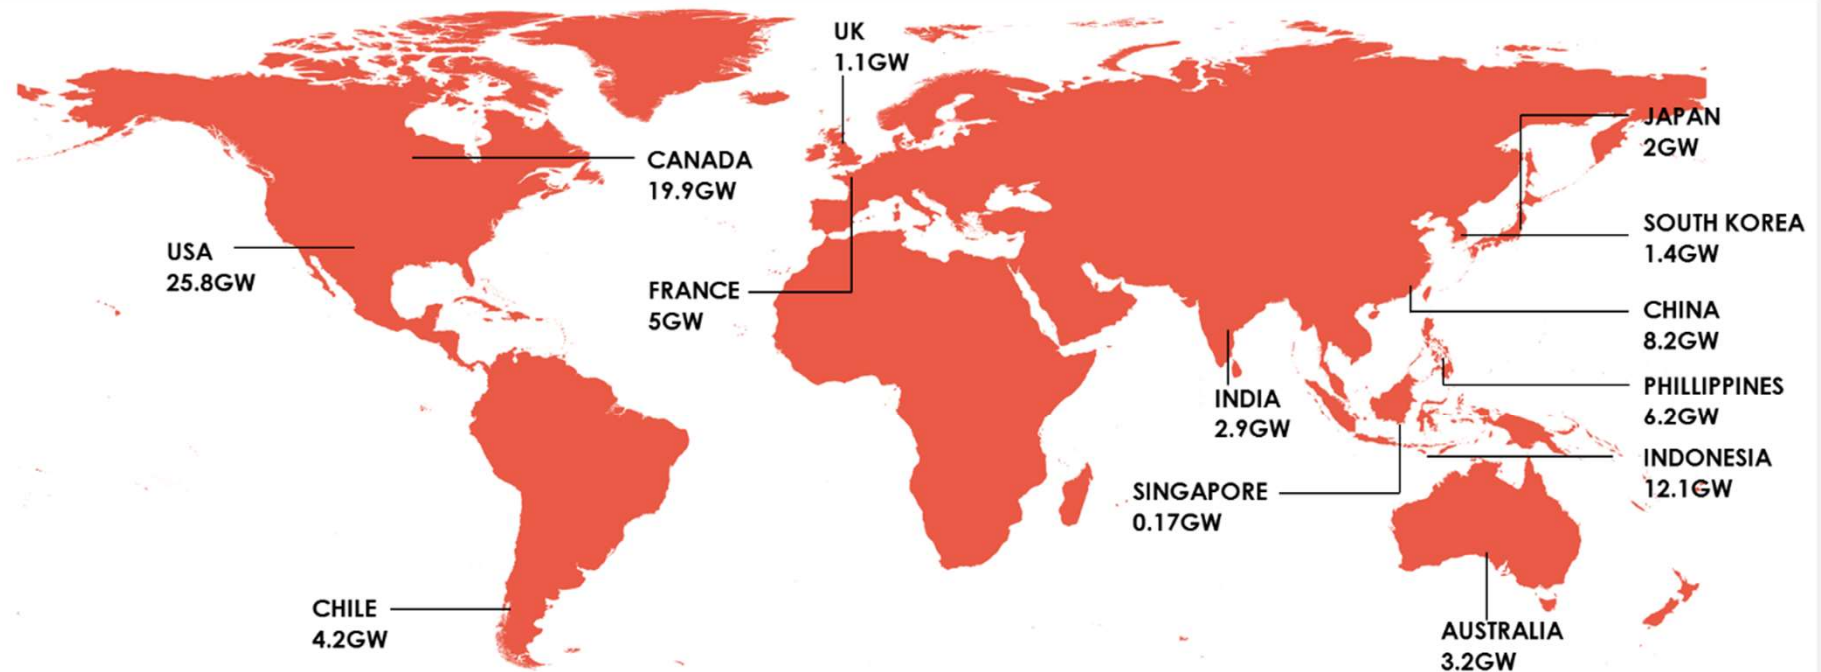 UK
1.1GW
JAPAN
2GW
CANADA
19.9GW
SOUTH KOREA
1.4GW
USA
25.8GW
FRANCE
5GW
CHINA
8.2GW
PHILLIPPINES
6.2GW
INDIA
2.9GW
INDONESIA
12.1GW
SINGAPORE
0.17GW
CHILE
4.2GW
AUSTRALIA
3.2GW